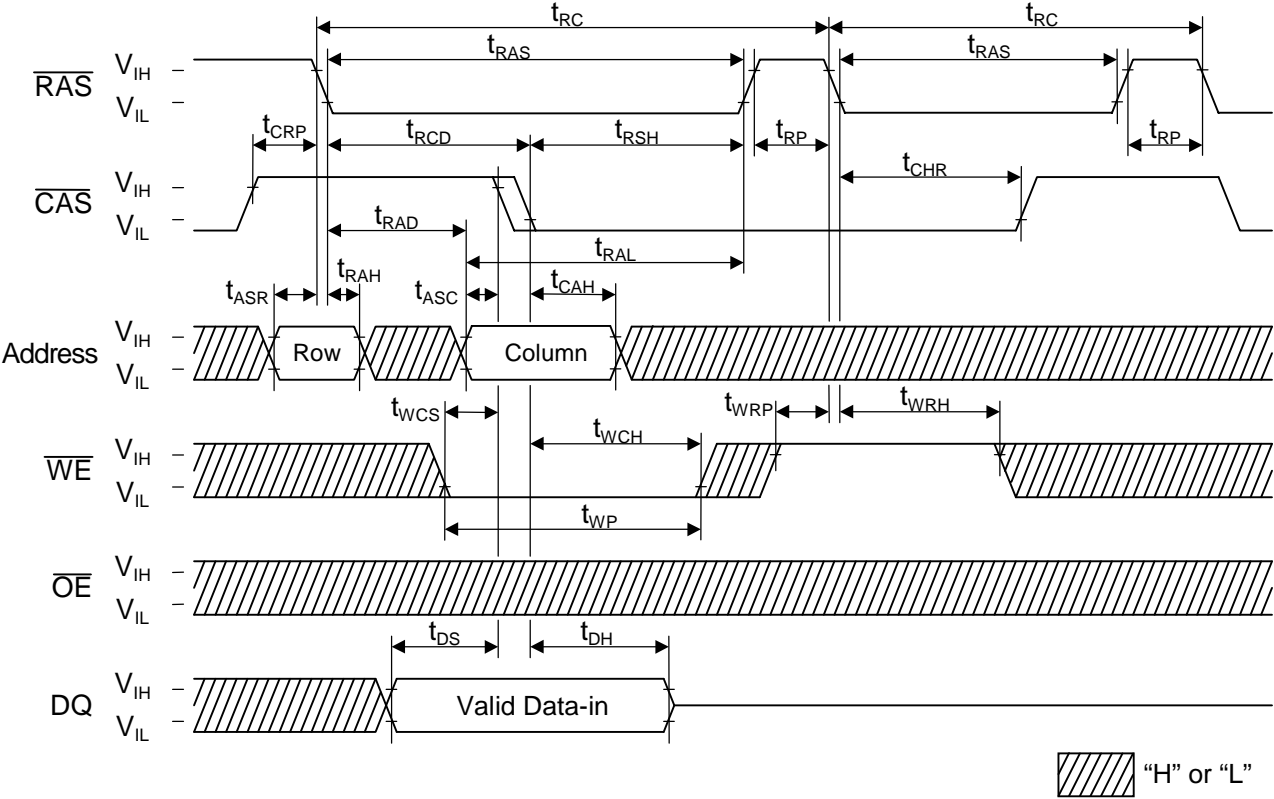 tRC tRC
tRAS tRAS
RAS VIH
VIL
tCRP tRCD tRSH tRP tCHR tRP
CAS VIH
VIL
tRAD
tRAL
tASR tRAH tASC tCAH
Address VIH
VIL
Row Column
tWCS tWRP tWRH
tWCH
WE VIH
VIL
tWP
OE VIH
VIL
tDS tDH
DQ VIH
VIL
Valid Data-in
“H” or “L”